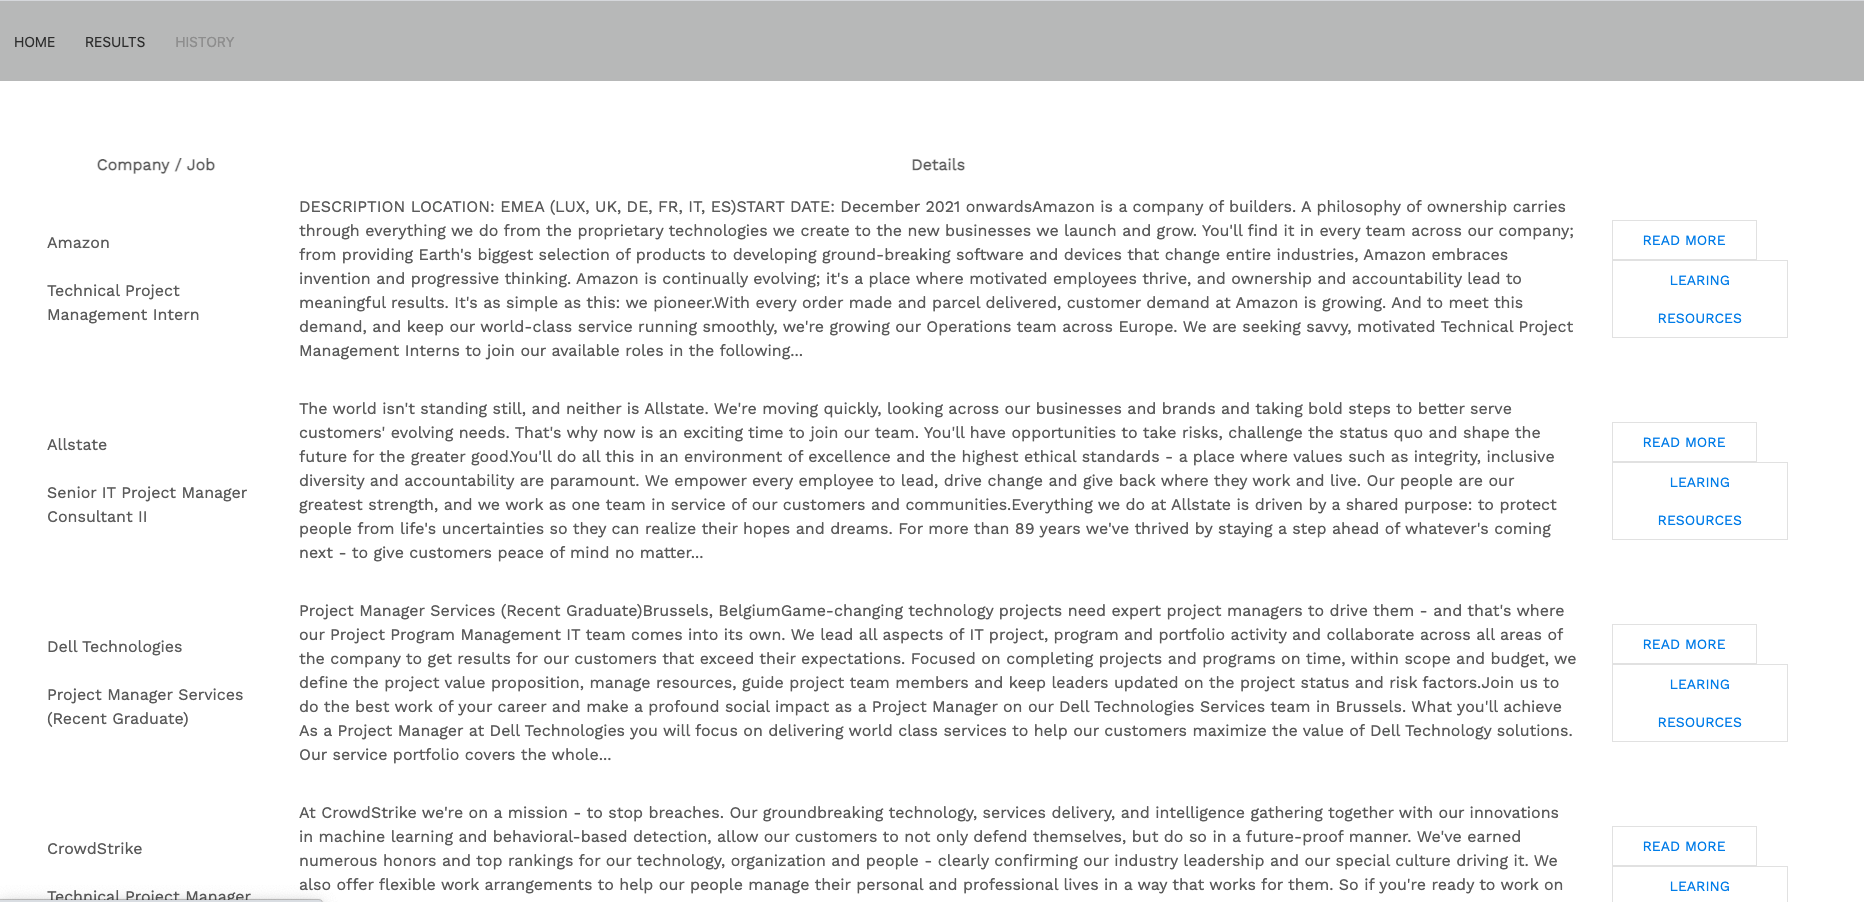 HOME RESULTS HISTORY
Company / Job Details
Amazon
Technical Project
Management Intern
DESCRIPTION LOCATION: EMEA (LUX, UK, DE, FR, IT, ES)START DATE: December 2021 onwardsAmazon is a company of builders. A philosophy of ownership carries
through everything we do from the proprietary technologies we create to the new businesses we launch and grow. You'll find it in every team across our company;
from providing Earth's biggest selection of products to developing ground-breaking software and devices that change entire industries, Amazon embraces
invention and progressive thinking. Amazon is continually evolving; it's a place where motivated employees thrive, and ownership and accountability lead to
meaningful results. It's as simple as this: we pioneer.With every order made and parcel delivered, customer demand at Amazon is growing. And to meet this
demand, and keep our world-class service running smoothly, we're growing our Operations team across Europe. We are seeking savvy, motivated Technical Project
Management Interns to join our available roles in the following...
READ MORE
LEARING
RESOURCES
Allstate
Senior IT Project Manager
Consultant II
The world isn't standing still, and neither is Allstate. We're moving quickly, looking across our businesses and brands and taking bold steps to better serve
customers' evolving needs. That's why now is an exciting time to join our team. You'll have opportunities to take risks, challenge the status quo and shape the
future for the greater good.You'll do all this in an environment of excellence and the highest ethical standards - a place where values such as integrity, inclusive
diversity and accountability are paramount. We empower every employee to lead, drive change and give back where they work and live. Our people are our
greatest strength, and we work as one team in service of our customers and communities.Everything we do at Allstate is driven by a shared purpose: to protect
people from life's uncertainties so they can realize their hopes and dreams. For more than 89 years we've thrived by staying a step ahead of whatever's coming
next - to give customers peace of mind no matter...
READ MORE
LEARING
RESOURCES
Dell Technologies
Project Manager Services
(Recent Graduate)
Project Manager Services (Recent Graduate)Brussels, BelgiumGame-changing technology projects need expert project managers to drive them - and that's where
our Project Program Management IT team comes into its own. We lead all aspects of IT project, program and portfolio activity and collaborate across all areas of
the company to get results for our customers that exceed their expectations. Focused on completing projects and programs on time, within scope and budget, we
define the project value proposition, manage resources, guide project team members and keep leaders updated on the project status and risk factors.Join us to
do the best work of your career and make a profound social impact as a Project Manager on our Dell Technologies Services team in Brussels. What you'll achieve
As a Project Manager at Dell Technologies you will focus on delivering world class services to help our customers maximize the value of Dell Technology solutions.
Our service portfolio covers the whole...
READ MORE
LEARING
RESOURCES
CrowdStrike
Technical Project Manager
At CrowdStrike we're on a mission - to stop breaches. Our groundbreaking technology, services delivery, and intelligence gathering together with our innovations
in machine learning and behavioral-based detection, allow our customers to not only defend themselves, but do so in a future-proof manner. We've earned
numerous honors and top rankings for our technology, organization and people - clearly confirming our industry leadership and our special culture driving it. We
also offer flexible work arrangements to help our people manage their personal and professional lives in a way that works for them. So if you're ready to work on
READ MORE
LEARING